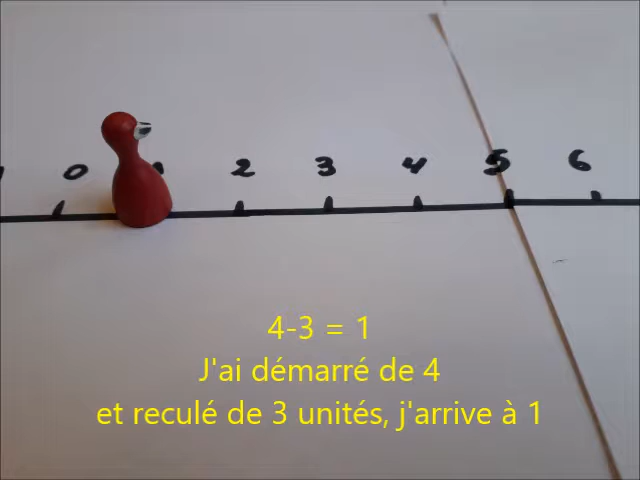 0 2 3 4 5 6
4-3 = 1
J'ai démarré de 4
et reculé de 3 unités, j'arrive à 1